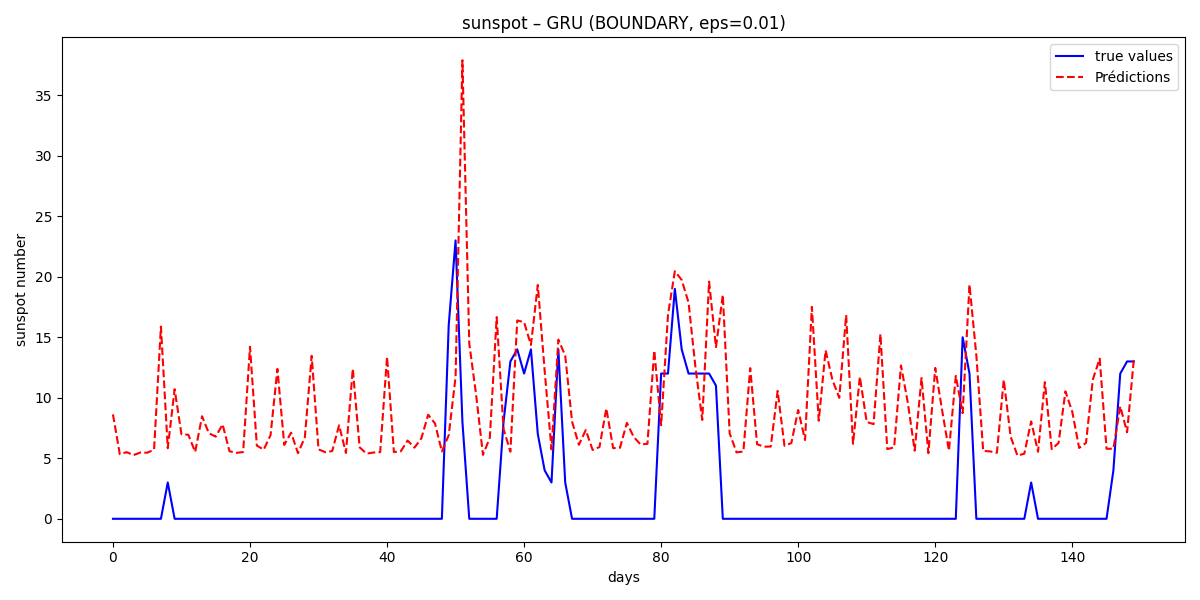 sunspot – GRU (BOUNDARY, eps=0.01)
true values
Prédictions
sunspot number
35
30
25
20
15
10
5
0
0 20 40 60 80 100 120 140
days